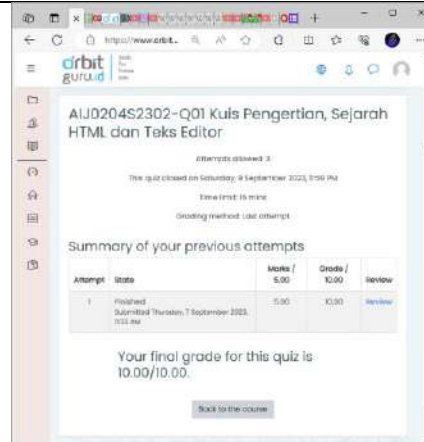 https://www.orbit...
orbit
guru.id
AIJ0204S2302-Q01 Kuis Pengertian, Sejarah
HTML dan Teks Editor
Attempts allowed: 3
This quiz closed on Saturday, 9 September 2023, 11:59 PM
Time limit: 15 mins
Grading method: Last attempt
Summary of your previous attempts
Attempt State Marks / 5.00 Grade / 10.00 Review
1 Finished 5.00 10.00 Review
Submitted Thursday, 7 September 2023,
Your final grade for this quiz is
10.00/10.00.
Back to the course